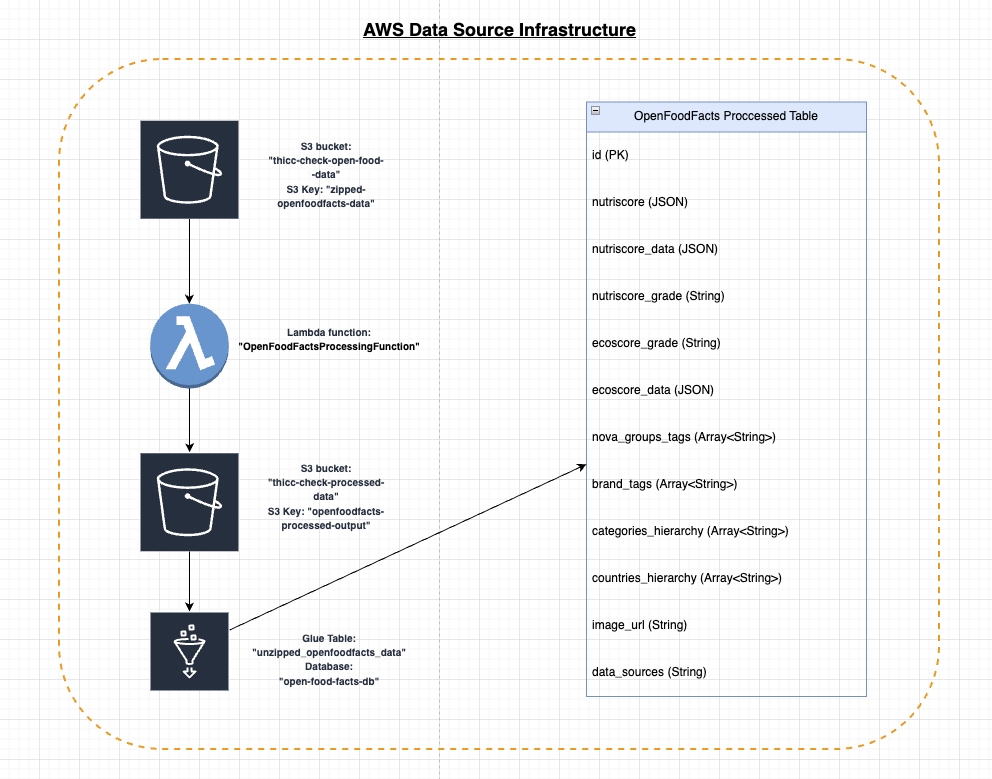 AWS Data Source Infrastructure
S3 bucket:
"thicc-check-open-food-
-data"
S3 Key: "zipped-
openfoodfacts-data"
Lambda function:
"OpenFoodFactsProcessingFunction"
S3 bucket:
"thicc-check-processed-
data"
S3 Key: "openfoodfacts-
processed-output"
Glue Table:
"unzipped_openfoodfacts_data"
Database:
"open-food-facts-db"
OpenFoodFacts Proccessed Table
id (PK)
nutriscore (JSON)
nutriscore_data (JSON)
nutriscore_grade (String)
ecoscore_grade (String)
ecoscore_data (JSON)
nova_groups_tags (Array<String>)
brand_tags (Array<String>)
categories_hierarchy (Array<String>)
countries_hierarchy (Array<String>)
image_url (String)
data_sources (String)